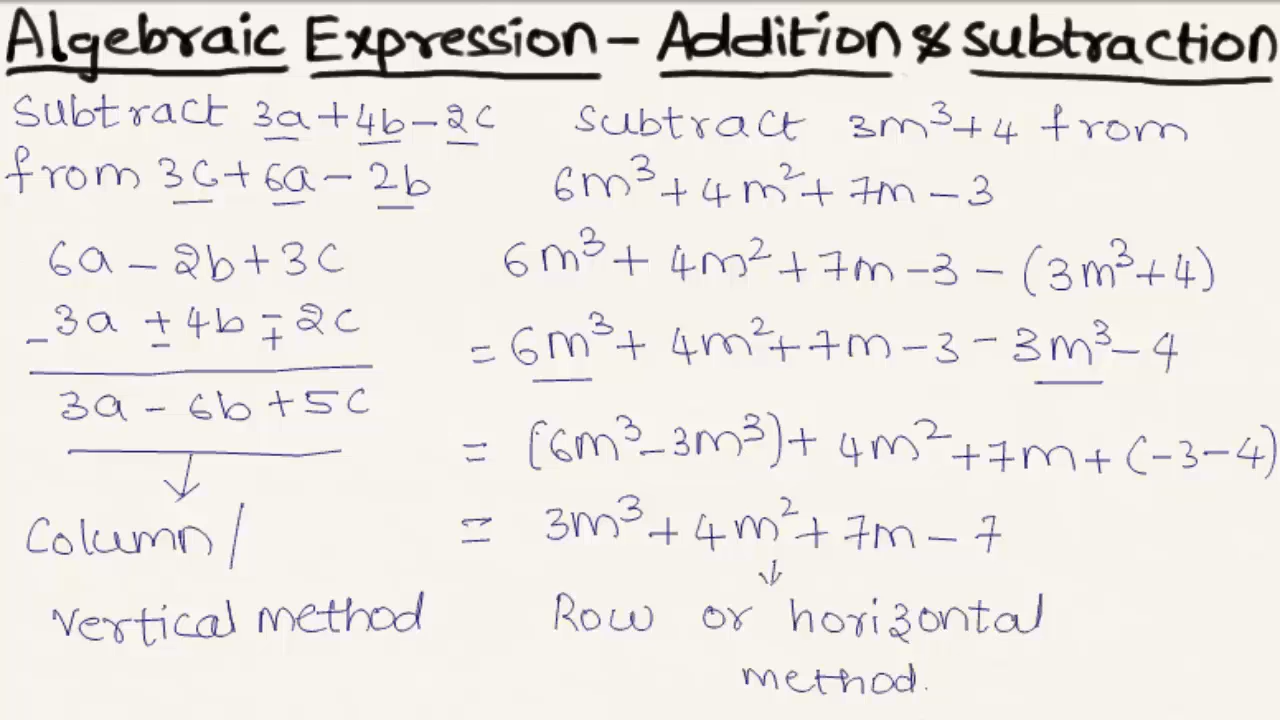 Algebraic Expression - Addition & subtraction
Subtract 3a+4b-2c
from 3c+6a-2b
6a - 2b+3c
-3a ± 4b ∓ 2c
3a - 6b +5c
Column/
vertical method
Subtract 3m³+4 from
6m³+4m²+7m-3
6m³+4m²+7m-3-(3m³+4)
= 6m³+4m²+7m-3-3m³-4
= (6m³-3m³)+4m²+7m+(-3-4)
= 3m³+4m²+7m-7
Row or horizontal
method.